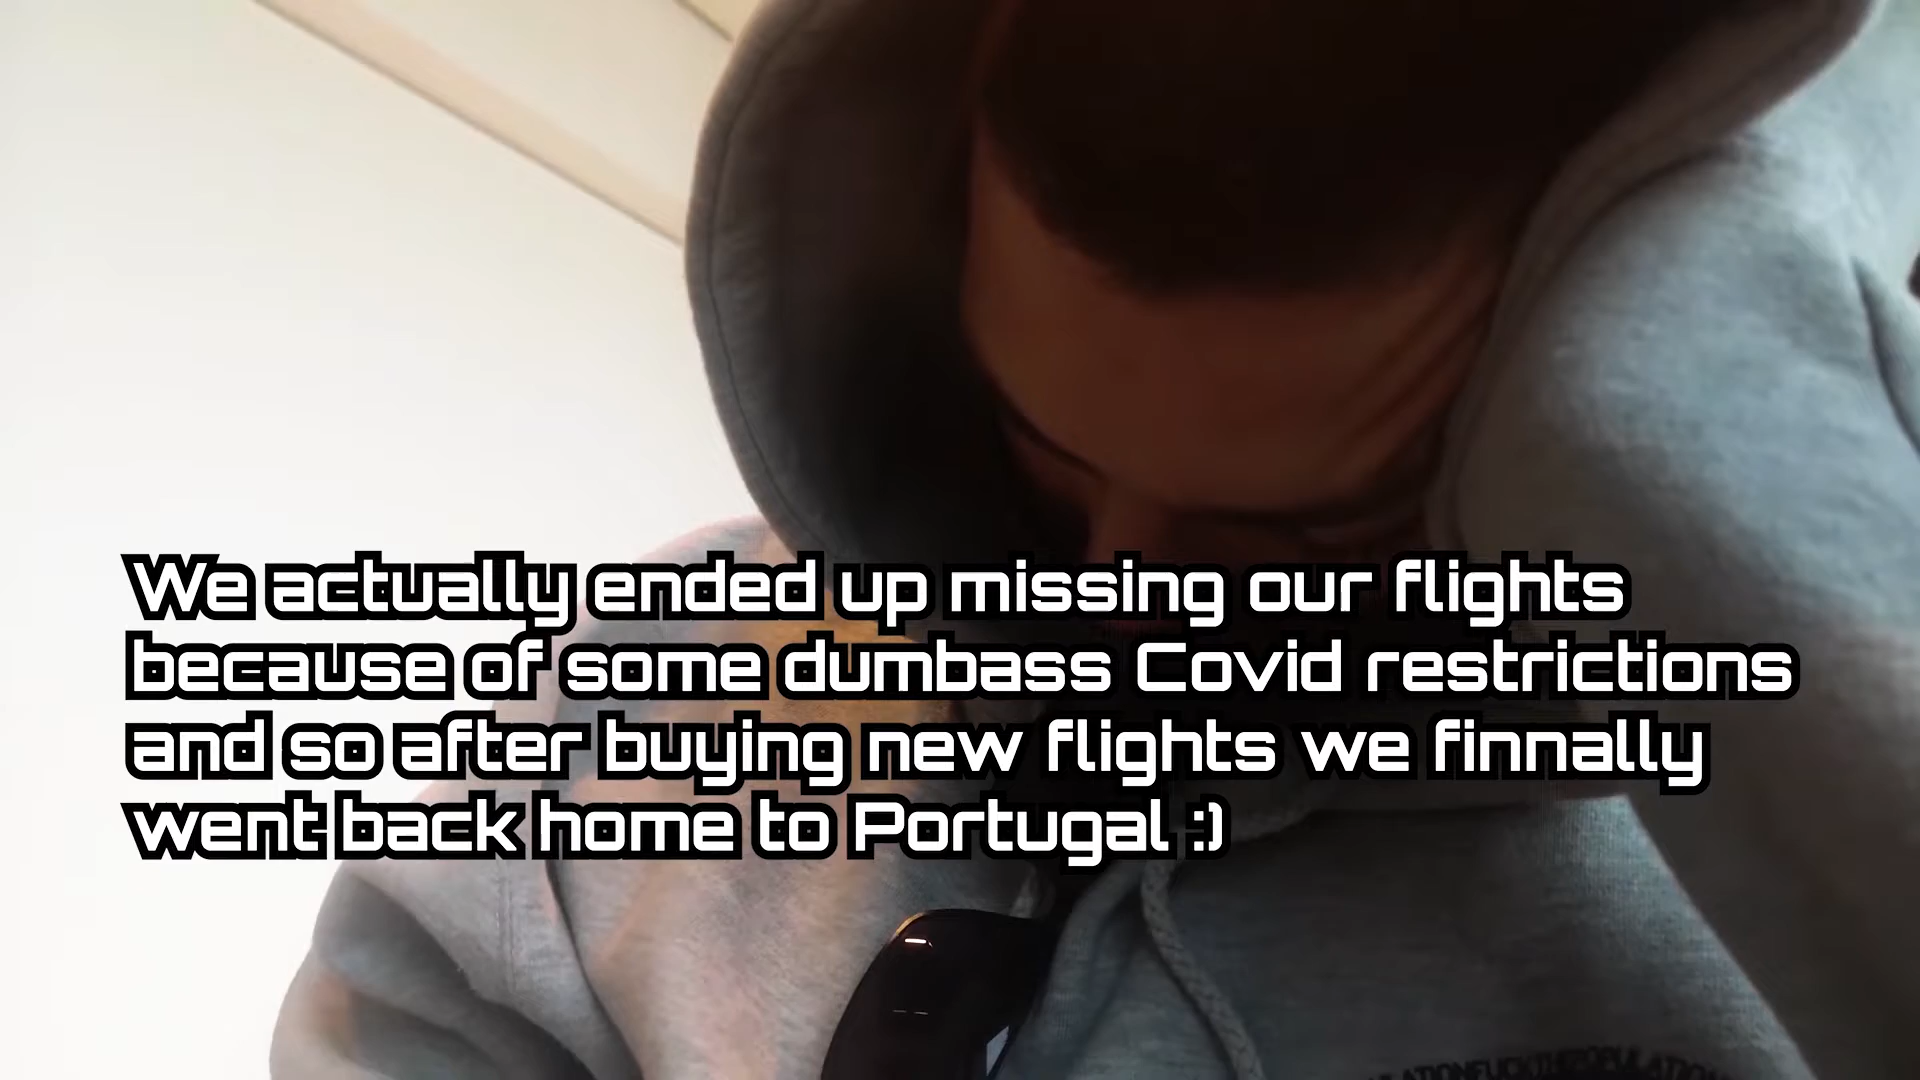 We actually ended up missing our flights
because of some dumbass Covid restrictions
and so after buying new flights we finnally
went back home to Portugal :)